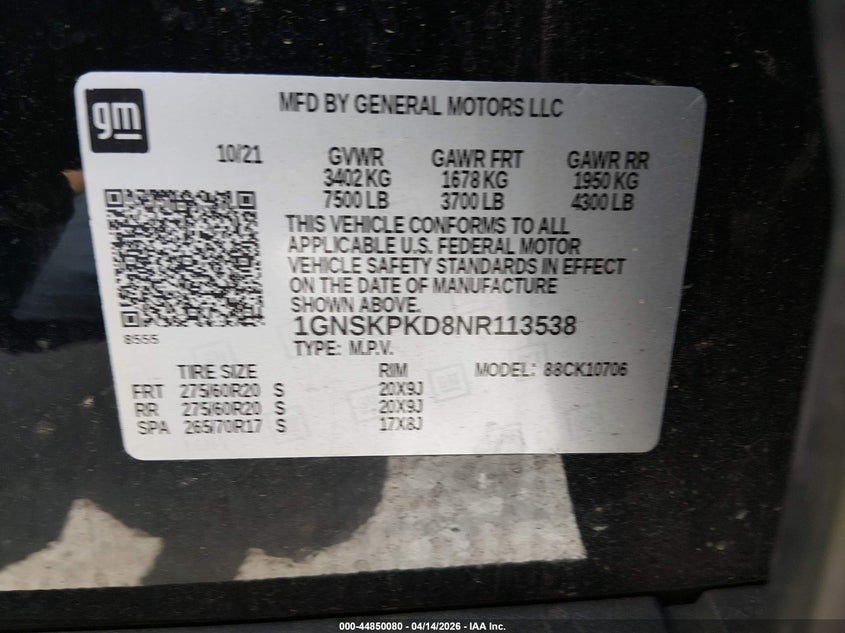 gm
MFD BY GENERAL MOTORS LLC
10/21 GVWR GAWR FRT GAWR RR
3402 KG 1678 KG 1950 KG
7500 LB 3700 LB 4300 LB
THIS VEHICLE CONFORMS TO ALL
APPLICABLE U.S. FEDERAL MOTOR
VEHICLE SAFETY STANDARDS IN EFFECT
ON THE DATE OF MANUFACTURE
SHOWN ABOVE.
1GNSKPKD8NR113538
8555
TYPE: M.P.V.
TIRE SIZE RIM MODEL: 88CK10706
FRT 275/60R20 S 20X9J
RR 275/60R20 S 20X9J
SPA 265/70R17 S 17X8J
000-44850080 - 04/14/2026 - IAA Inc.